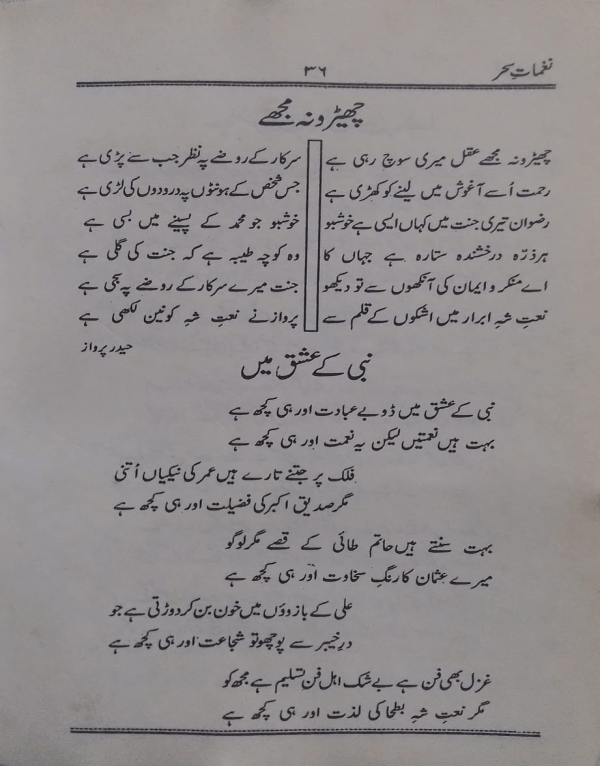 نغماتِ سحر
۳۶
چھیڑو نہ مجھے
چھیڑو نہ مجھے عقل میری سوچ رہی ہے
سرکار کے روضے پہ نظر جب سے پڑی ہے
رحمت اُسے آغوش میں لینے کو کھڑی ہے
جس شخص کے ہونٹوں پہ درودوں کی لڑی ہے
رضوان تیری جنت میں کہاں ایسی ہے خوشبو
خوشبو جو محمد کے پسینے میں بسی ہے
ہر ذرّہ درخشندہ ستارہ ہے جہاں کا
وہ کوچہ طیبہ ہے کہ جنت کی گلی ہے
اے منکر و ایمان کی آنکھوں سے تو دیکھو
جنت میرے سرکار کے روضے پہ سجی ہے
نعتِ شہِ ابرار میں اشکوں کے قلم سے
پرواز نے نعتِ شہِ کونین لکھی ہے
حیدر پرواز
نبی کے عشق میں
نبی کے عشق میں ڈوبے عبادت اور ہی کچھ ہے
بہت ہیں نعمتیں لیکن یہ نعمت اور ہی کچھ ہے
فلک پر جتنے تارے ہیں عمر کی نیکیاں اُتنی
مگر صدیق اکبر کی فضیلت اور ہی کچھ ہے
بہت سنتے ہیں حاتم طائی کے قصے مگر لوگو
میرے عثمان کا رنگِ سخاوت اور ہی کچھ ہے
علی کے بازوؤں میں خون بن کر دوڑتی ہے جو
درِ خیبر سے پوچھو تو شجاعت اور ہی کچھ ہے
غزل بھی فن ہے بے شک اہل فن تسلیم ہے مجھ کو
مگر نعتِ شہِ بطحا کی لذت اور ہی کچھ ہے